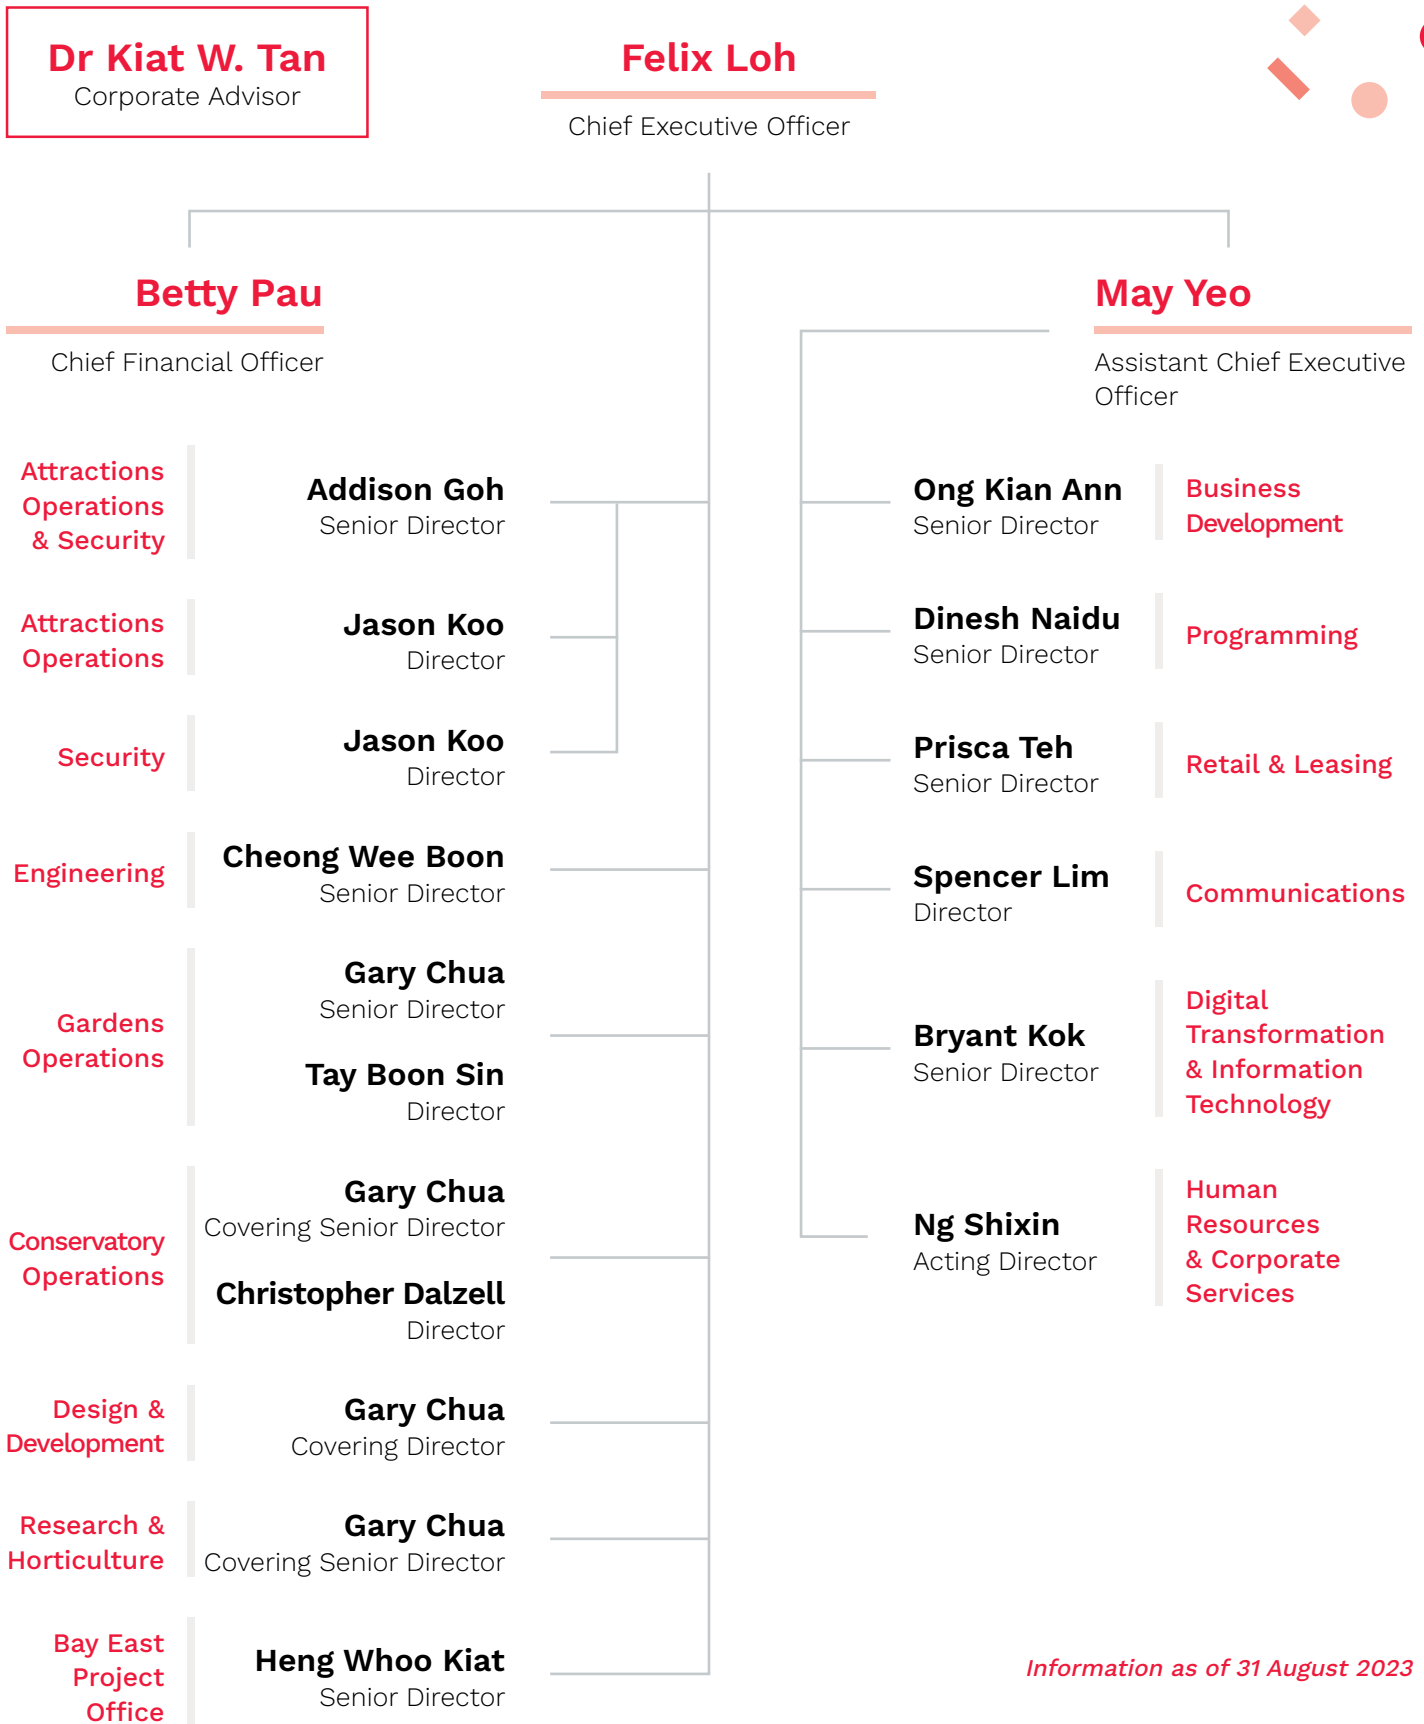 Dr Kiat W. Tan
Corporate Advisor
Felix Loh
Chief Executive Officer
Betty Pau
Chief Financial Officer
May Yeo
Assistant Chief Executive
Officer
Attractions
Operations
& Security
Addison Goh
Senior Director
Attractions
Operations
Jason Koo
Director
Security
Jason Koo
Director
Engineering
Cheong Wee Boon
Senior Director
Gardens
Operations
Gary Chua
Senior Director
Tay Boon Sin
Director
Conservatory
Operations
Gary Chua
Covering Senior Director
Christopher Dalzell
Director
Design &
Development
Gary Chua
Covering Director
Research &
Horticulture
Gary Chua
Covering Senior Director
Bay East
Project
Office
Heng Whoo Kiat
Senior Director
Ong Kian Ann
Senior Director
Business
Development
Dinesh Naidu
Senior Director
Programming
Prisca Teh
Senior Director
Retail & Leasing
Spencer Lim
Director
Communications
Bryant Kok
Senior Director
Digital
Transformation
& Information
Technology
Ng Shixin
Acting Director
Human
Resources
& Corporate
Services
Information as of 31 August 2023